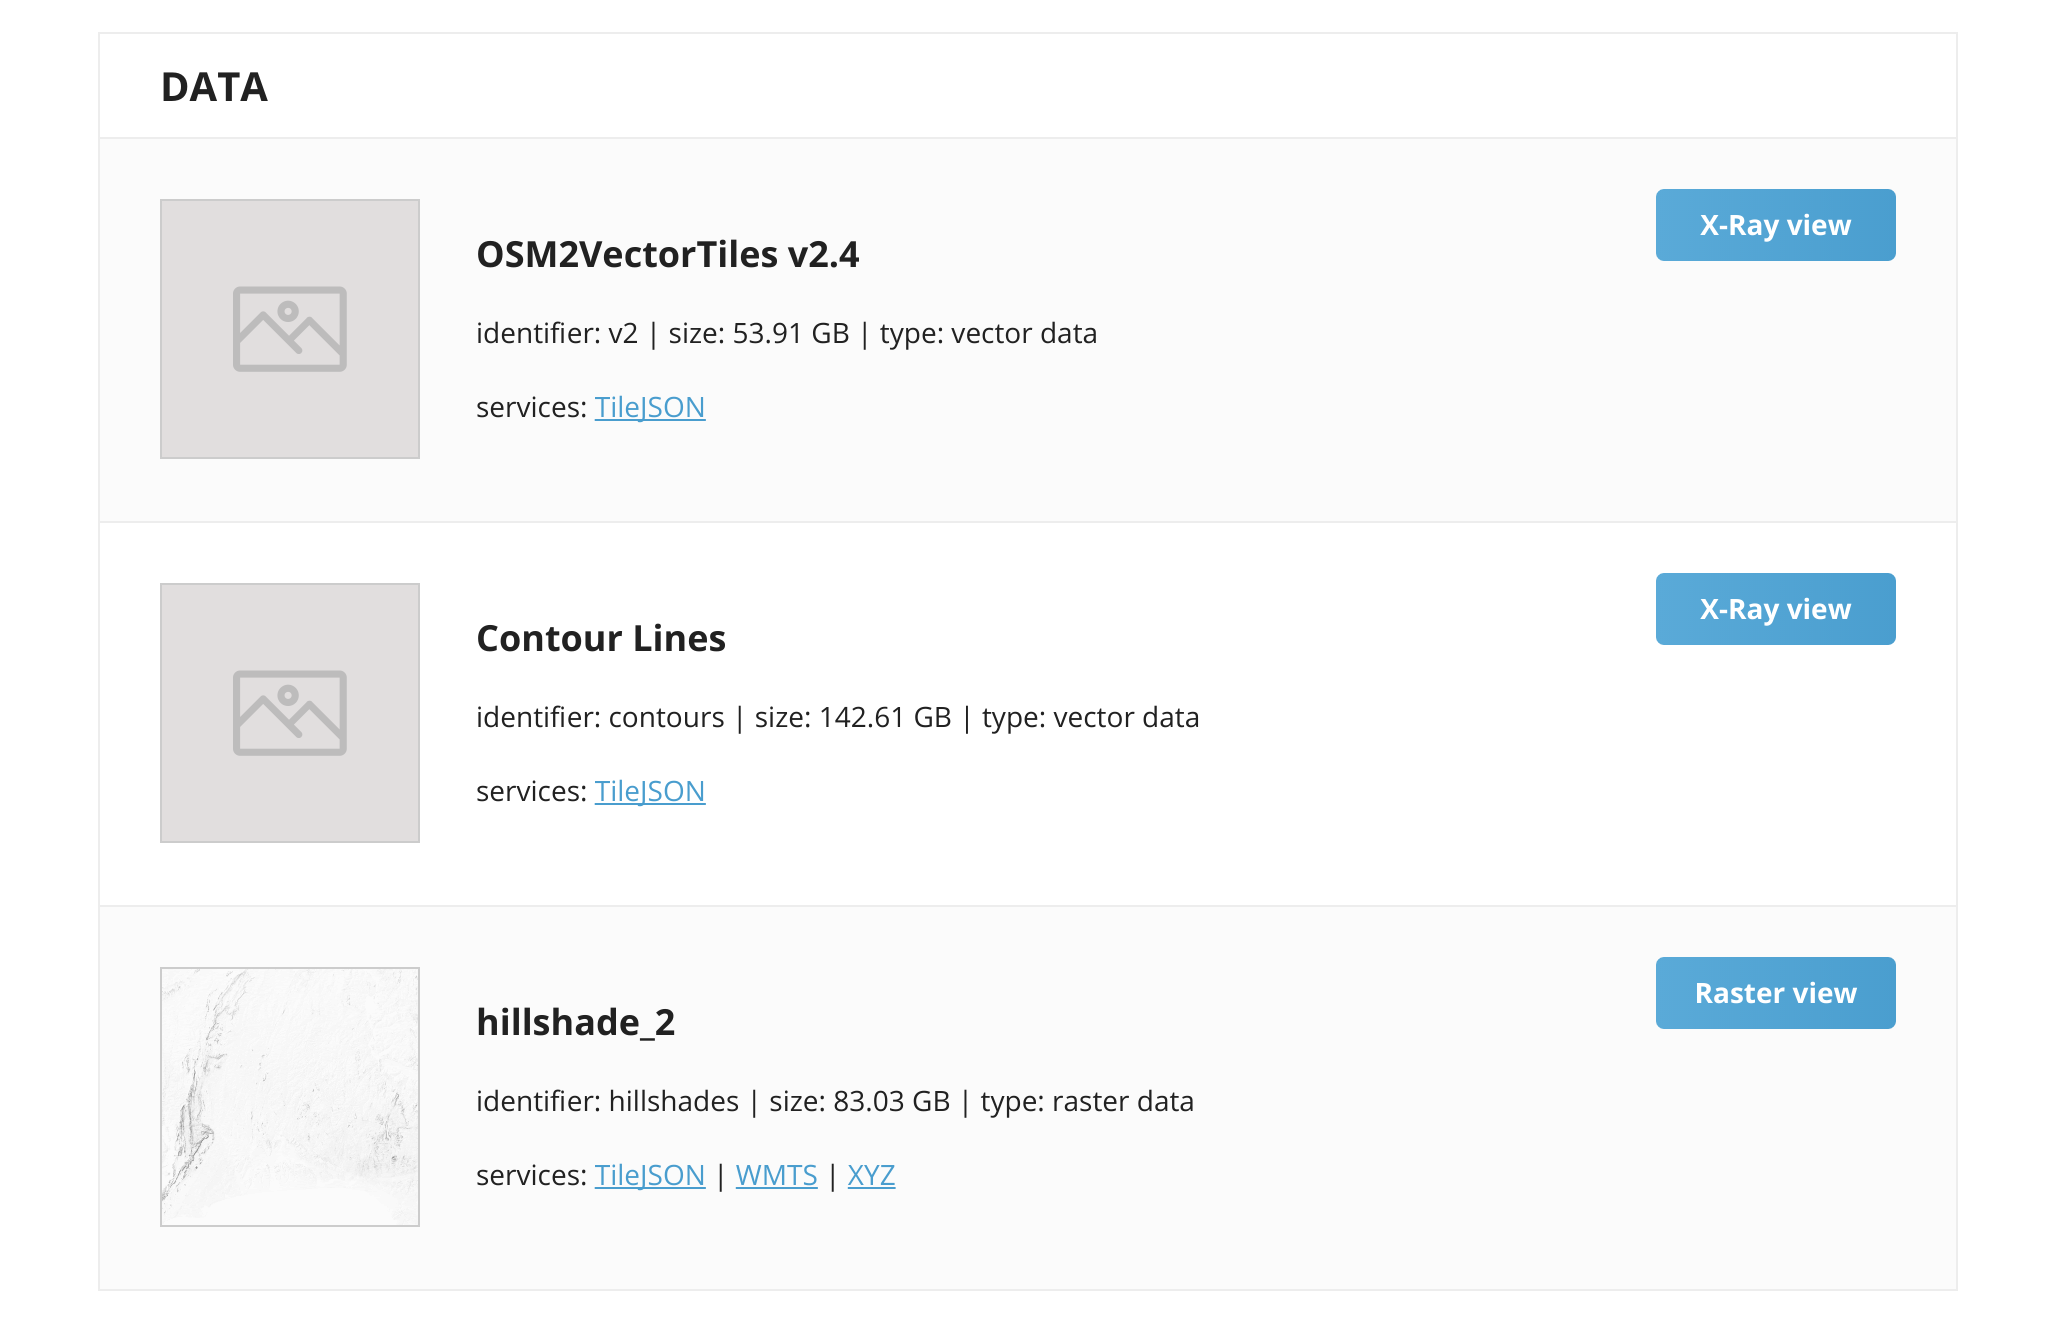 DATA
X-Ray view
OSM2VectorTiles v2.4
identifier: v2 | size: 53.91 GB | type: vector data
services: TileJSON
X-Ray view
Contour Lines
identifier: contours | size: 142.61 GB | type: vector data
services: TileJSON
Raster view
hillshade_2
identifier: hillshades | size: 83.03 GB | type: raster data
services: TileJSON | WMTS | XYZ